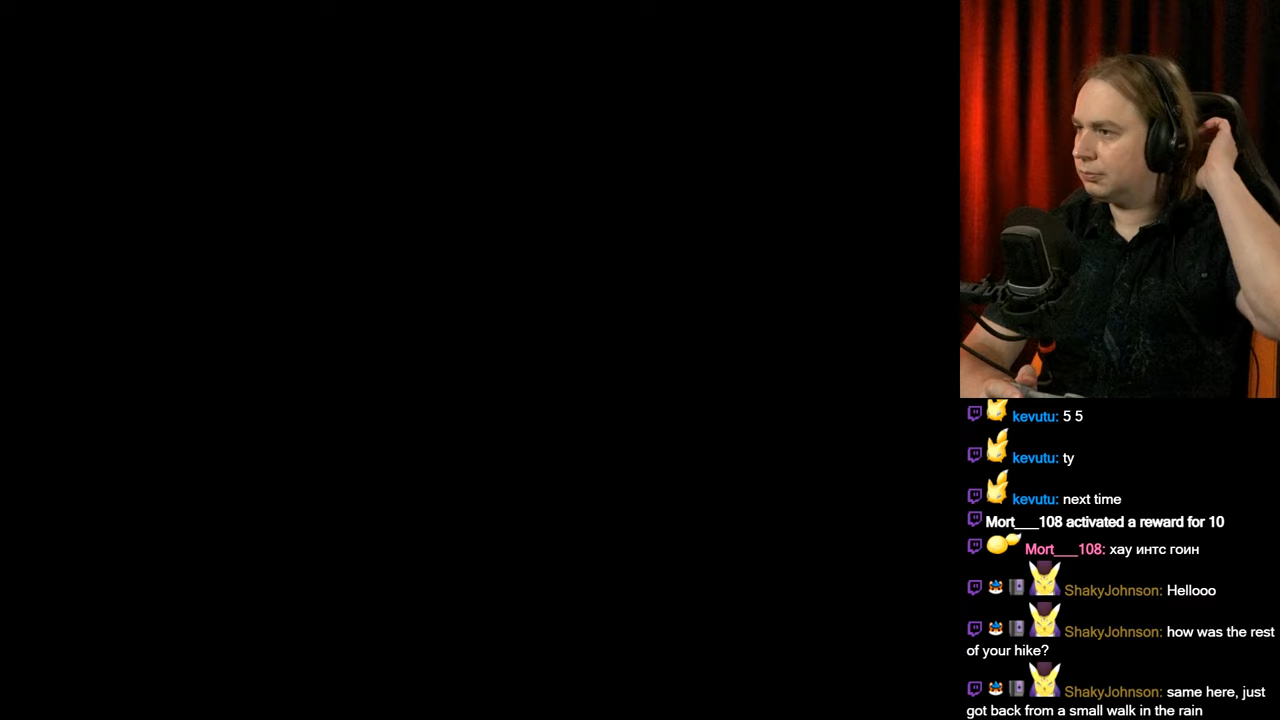 kevutu: 5 5
kevutu: ty
kevutu: next time
Mort___108 activated a reward for 10
Mort___108: хау интс гоин
ShakyJohnson: Hellooo
ShakyJohnson: how was the rest
of your hike?
ShakyJohnson: same here, just
got back from a small walk in the rain